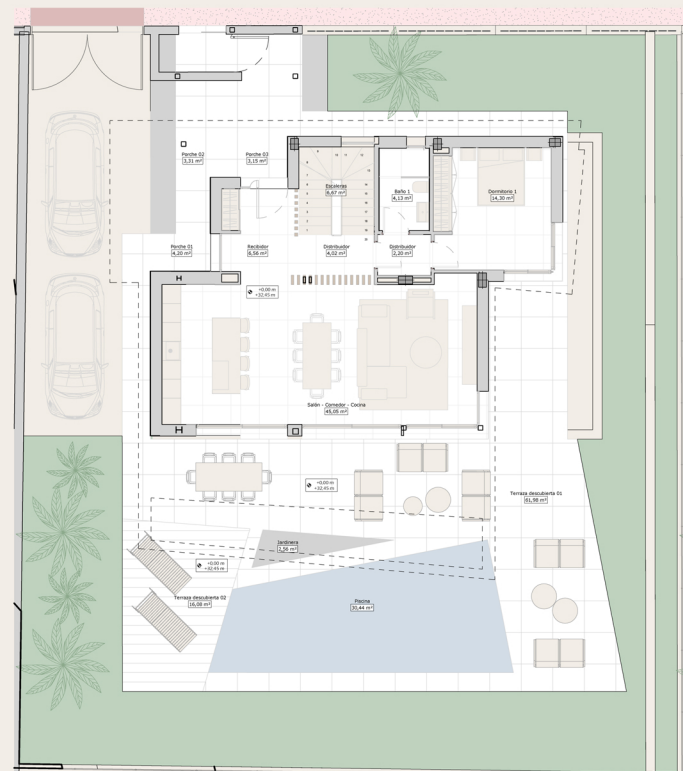 Porche 02
3,31 m²
Porche 03
3,15 m²
Escaleras
6,67 m²
Baño 1
4,13 m²
Dormitorio 1
14,30 m²
Porche 01
4,20 m²
Recibidor
6,56 m²
Distribuidor
4,02 m²
Distribuidor
2,20 m²
+0,00 m
+32,45 m
Salón - Comedor - Cocina
45,05 m²
+0,00 m
+32,45 m
Terraza descubierta 01
61,98 m²
Jardinera
2,56 m²
+0,00 m
+32,45 m
Terraza descubierta 02
16,08 m²
Piscina
30,44 m²